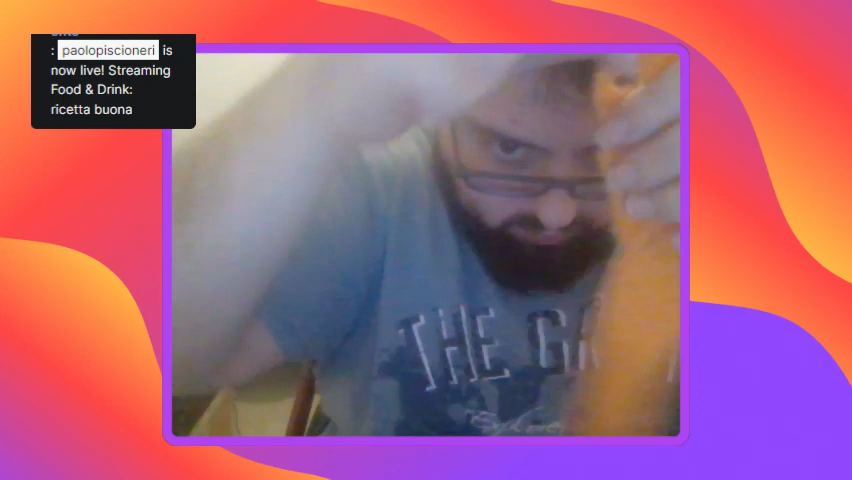 : paolopiscioneri is
now live! Streaming
Food & Drink:
ricetta buona
THE